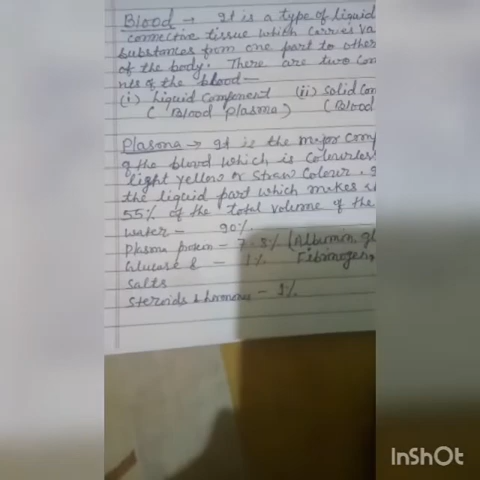 Blood → It is a type of liquid
connective tissue which carries va
substances from one part to other
of the body. There are two com
nts of the blood—
(i) Liquid component (ii) Solid com
(Blood plasma) (Blood
Plasma → It is the major comp
of the blood which is colourless
light yellow or straw colour.
the liquid part which makes
55% of the total volume of the
Water — 90%
Plasma protein — 7-8% (Albumin, gl
Glucose & — 1% Fibrinogen,
Salts
Steroids & hormones — 1%
InShOt